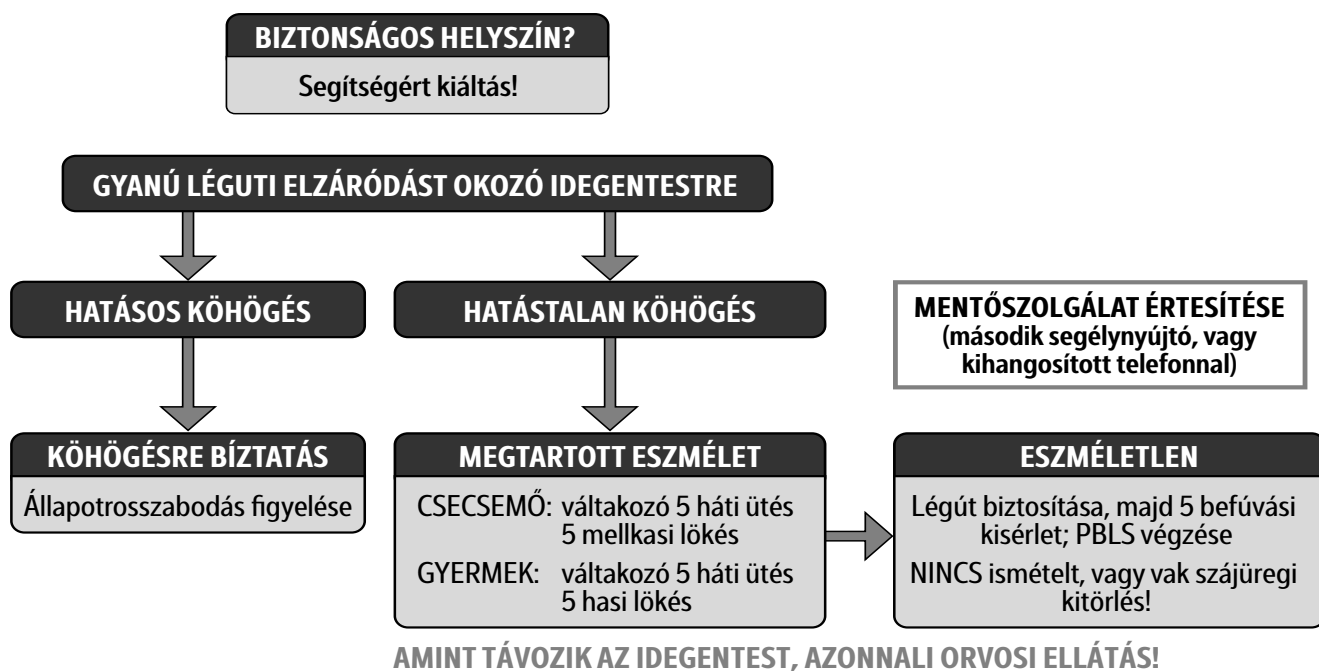 BIZTONSÁGOS HELYSZÍN?
Segítségért kiáltás!
GYANÚ LÉGUTI ELZÁRÓDÁST OKOZÓ IDEGENTESTRE
HATÁSOS KÖHÖGÉS
HATÁSTALAN KÖHÖGÉS
MENTŐSZOLGÁLAT ÉRTESÍTÉSE
(második segélynyújtó, vagy
kihangosított telefonnal)
KÖHÖGÉSRE BÍZTATÁS
Állapotrosszabodás figyelése
MEGTARTOTT ESZMÉLET
CSECSEMŐ: váltakozó 5 háti ütés
5 mellkasi lökés
GYERMEK: váltakozó 5 háti ütés
5 hasi lökés
ESZMÉLETLEN
Légút biztosítása, majd 5 befúvási
kisérlet; PBLS végzése
NINCS ismételt, vagy vak szájüregi
kitörlés!
AMINT TÁVOZIK AZ IDEGENTEST, AZONNALI ORVOSI ELLÁTÁS!